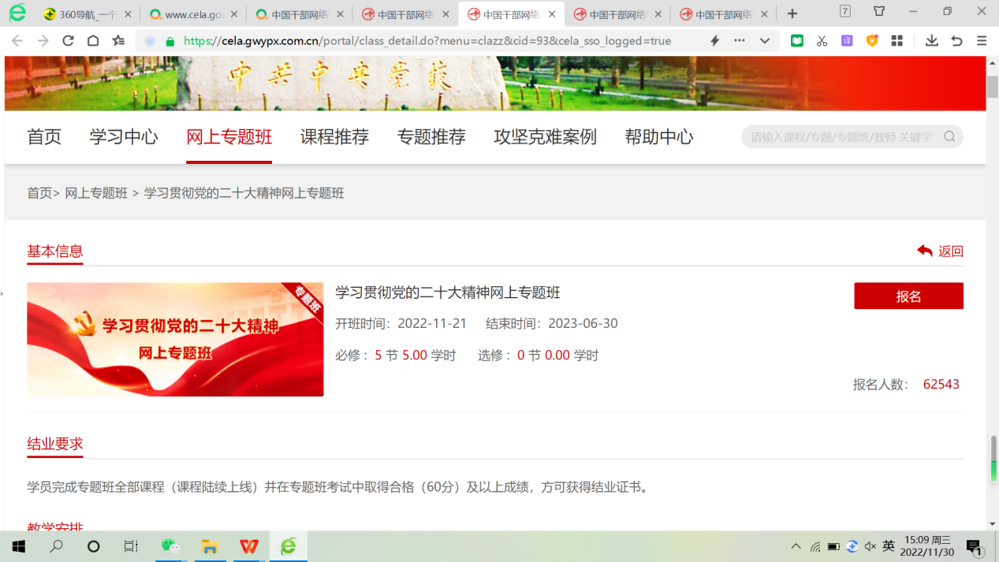 360导航_一个
www.cela.gov
中国干部网络
中国干部网络
中国干部网络
中国干部网络
中国干部网络
7
https://cela.gwypx.com.cn/portal/class_detail.do?menu=clazz&cid=93&cela_sso_logged=true
译
中共中央党校
首页 学习中心 网上专题班 课程推荐 专题推荐 攻坚克难案例 帮助中心 请输入课程/专题/专题班/教师 关键字
首页> 网上专题班 > 学习贯彻党的二十大精神网上专题班
基本信息 返回
专题班
学习贯彻党的二十大精神
网上专题班
学习贯彻党的二十大精神网上专题班 报名
开班时间：2022-11-21 结束时间：2023-06-30
必修：5 节 5.00 学时 选修：0 节 0.00 学时
报名人数： 62543
结业要求
学员完成专题班全部课程（课程陆续上线）并在专题班考试中取得合格（60分）及以上成绩，方可获得结业证书。
教学安排
英 15:09 周三
2022/11/30
1